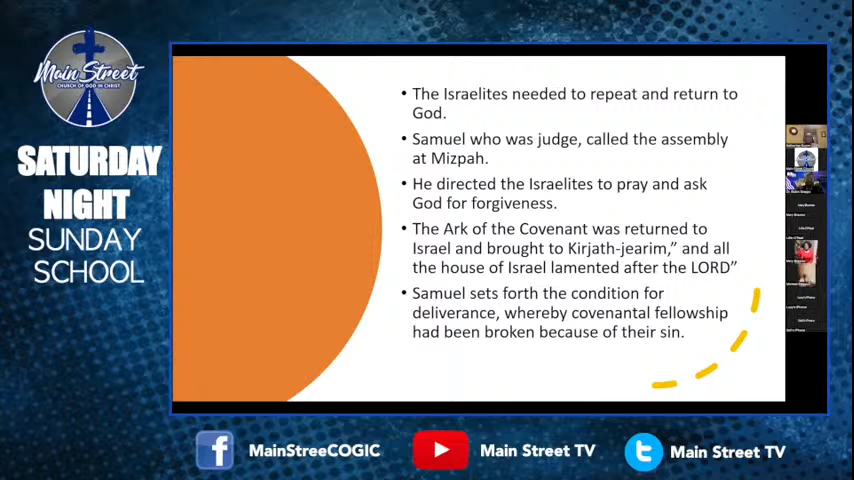 Main Street
CHURCH OF GOD IN CHRIST
SATURDAY
NIGHT
SUNDAY
SCHOOL
• The Israelites needed to repeat and return to
God.
• Samuel who was judge, called the assembly
at Mizpah.
• He directed the Israelites to pray and ask
God for forgiveness.
• The Ark of the Covenant was returned to
Israel and brought to Kirjath-jearim,” and all
the house of Israel lamented after the LORD”
• Samuel sets forth the condition for
deliverance, whereby covenantal fellowship
had been broken because of their sin.
MainStreeCOGIC
Main Street TV
Main Street TV